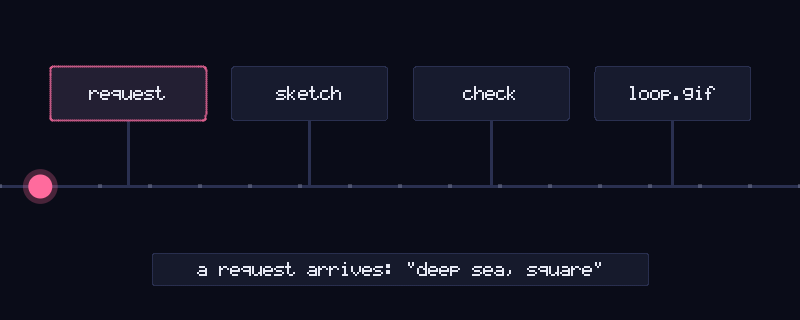 request
sketch
check
loop.gif
a request arrives: "deep sea, square"